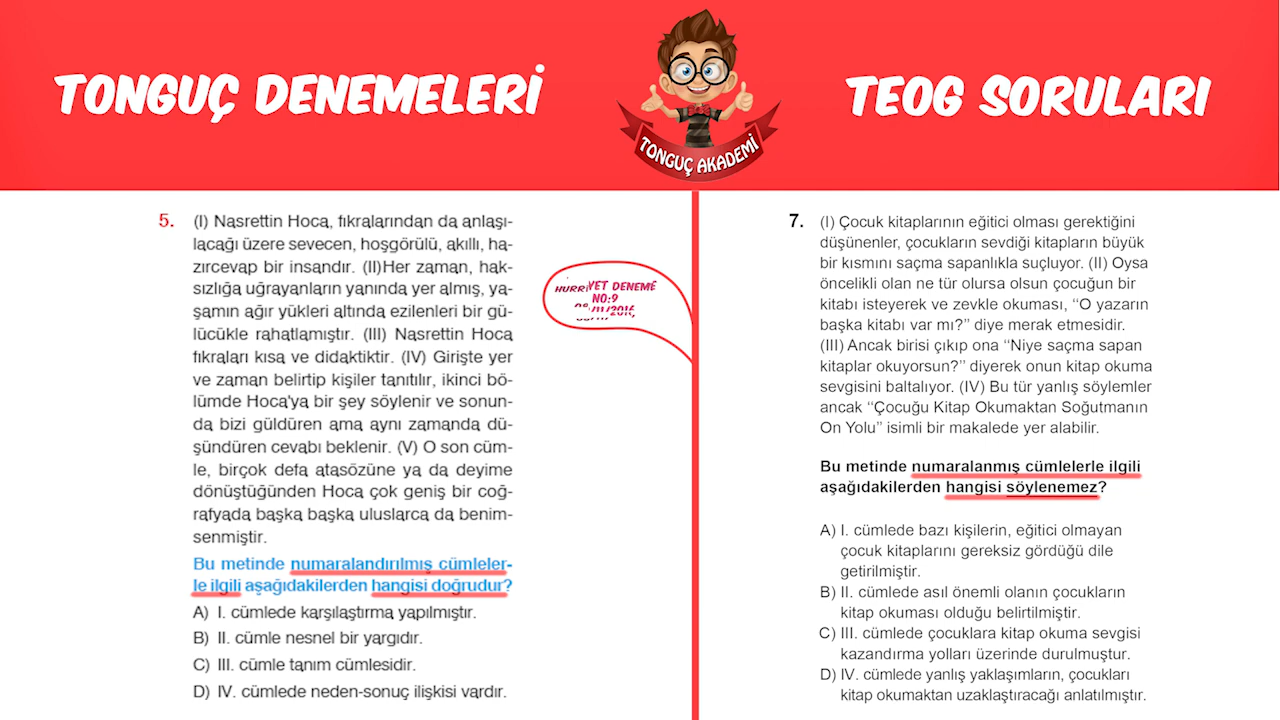 TONGUÇ DENEMELERİ
TONGUÇ AKADEMİ
TEOG SORULARI
5. (I) Nasrettin Hoca, fıkralarından da anlaşı-
lacağı üzere sevecen, hoşgörülü, akıllı, ha-
zırcevap bir insandır. (II)Her zaman, hak-
sızlığa uğrayanların yanında yer almış, ya-
şamın ağır yükleri altında ezilenleri bir gü-
lücükle rahatlamıştır. (III) Nasrettin Hoca
fıkraları kısa ve didaktiktir. (IV) Girişte yer
ve zaman belirtip kişiler tanıtılır, ikinci bö-
lümde Hoca'ya bir şey söylenir ve sonun-
da bizi güldüren ama aynı zamanda dü-
şündüren cevabı beklenir. (V) O son cüm-
le, birçok defa atasözüne ya da deyime
dönüştüğünden Hoca çok geniş bir coğ-
rafyada başka başka uluslarca da benim-
senmiştir.
Bu metinde numaralandırılmış cümleler-
le ilgili aşağıdakilerden hangisi doğrudur?
A) I. cümlede karşılaştırma yapılmıştır.
B) II. cümle nesnel bir yargıdır.
C) III. cümle tanım cümlesidir.
D) IV. cümlede neden-sonuç ilişkisi vardır.
DENEME
NO:9
7. (I) Çocuk kitaplarının eğitici olması gerektiğini
düşünenler, çocukların sevdiği kitapların büyük
bir kısmını saçma sapanlıkla suçluyor. (II) Oysa
öncelikli olan ne tür olursa olsun çocuğun bir
kitabı isteyerek ve zevkle okuması, “O yazarın
başka kitabı var mı?” diye merak etmesidir.
(III) Ancak birisi çıkıp ona “Niye saçma sapan
kitaplar okuyorsun?” diyerek onun kitap okuma
sevgisini baltalıyor. (IV) Bu tür yanlış söylemler
ancak “Çocuğu Kitap Okumaktan Soğutmanın
On Yolu” isimli bir makalede yer alabilir.
Bu metinde numaralanmış cümlelerle ilgili
aşağıdakilerden hangisi söylenemez?
A) I. cümlede bazı kişilerin, eğitici olmayan
çocuk kitaplarını gereksiz gördüğü dile
getirilmiştir.
B) II. cümlede asıl önemli olanın çocukların
kitap okuması olduğu belirtilmiştir.
C) III. cümlede çocuklara kitap okuma sevgisi
kazandırma yolları üzerinde durulmuştur.
D) IV. cümlede yanlış yaklaşımların, çocukları
kitap okumaktan uzaklaştıracağı anlatılmıştır.